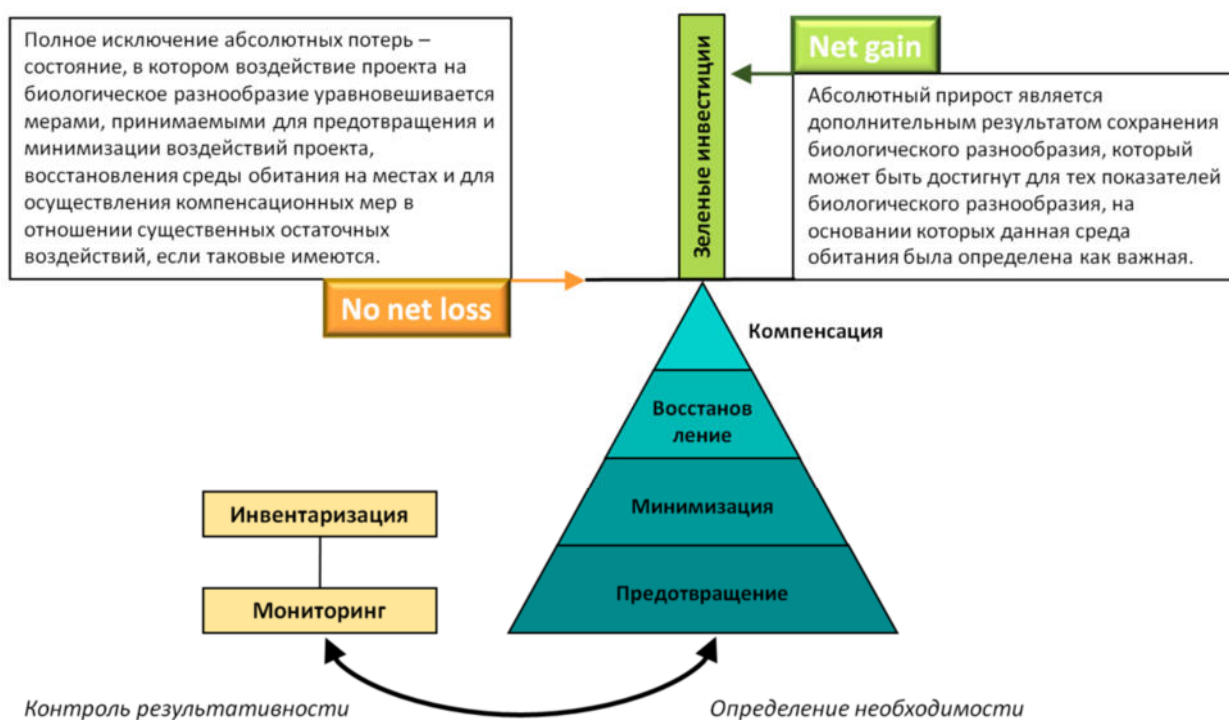 Полное исключение абсолютных потерь –
состояние, в котором воздействие проекта на
биологическое разнообразие уравновешивается
мерами, принимаемыми для предотвращения и
минимизации воздействий проекта,
восстановления среды обитания на местах и для
осуществления компенсационных мер в
отношении существенных остаточных
воздействий, если таковые имеются.
No net loss
Зеленые инвестиции
Net gain
Абсолютный прирост является
дополнительным результатом сохранения
биологического разнообразия, который
может быть достигнут для тех показателей
биологического разнообразия, на
основании которых данная среда
обитания была определена как важная.
Компенсация
Восстанов
ление
Минимизация
Предотвращение
Инвентаризация
Мониторинг
Контроль результативности
Определение необходимости